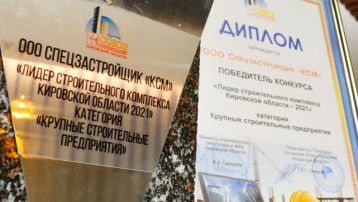 ООО СПЕЦЗАСТРОЙЩИК «КСМ»
«ЛИДЕР СТРОИТЕЛЬНОГО КОМПЛЕКСА
КИРОВСКОЙ ОБЛАСТИ 2021»
КАТЕГОРИЯ
«КРУПНЫЕ СТРОИТЕЛЬНЫЕ
ПРЕДПРИЯТИЯ»
ДИПЛОМ
НАГРАЖДАЕТСЯ
ООО СПЕЦЗАСТРОЙЩИК «КСМ»
ПОБЕДИТЕЛЬ КОНКУРСА
«Лидер строительного комплекса
Кировской области – 2021»
категория
Крупные строительные предприятия